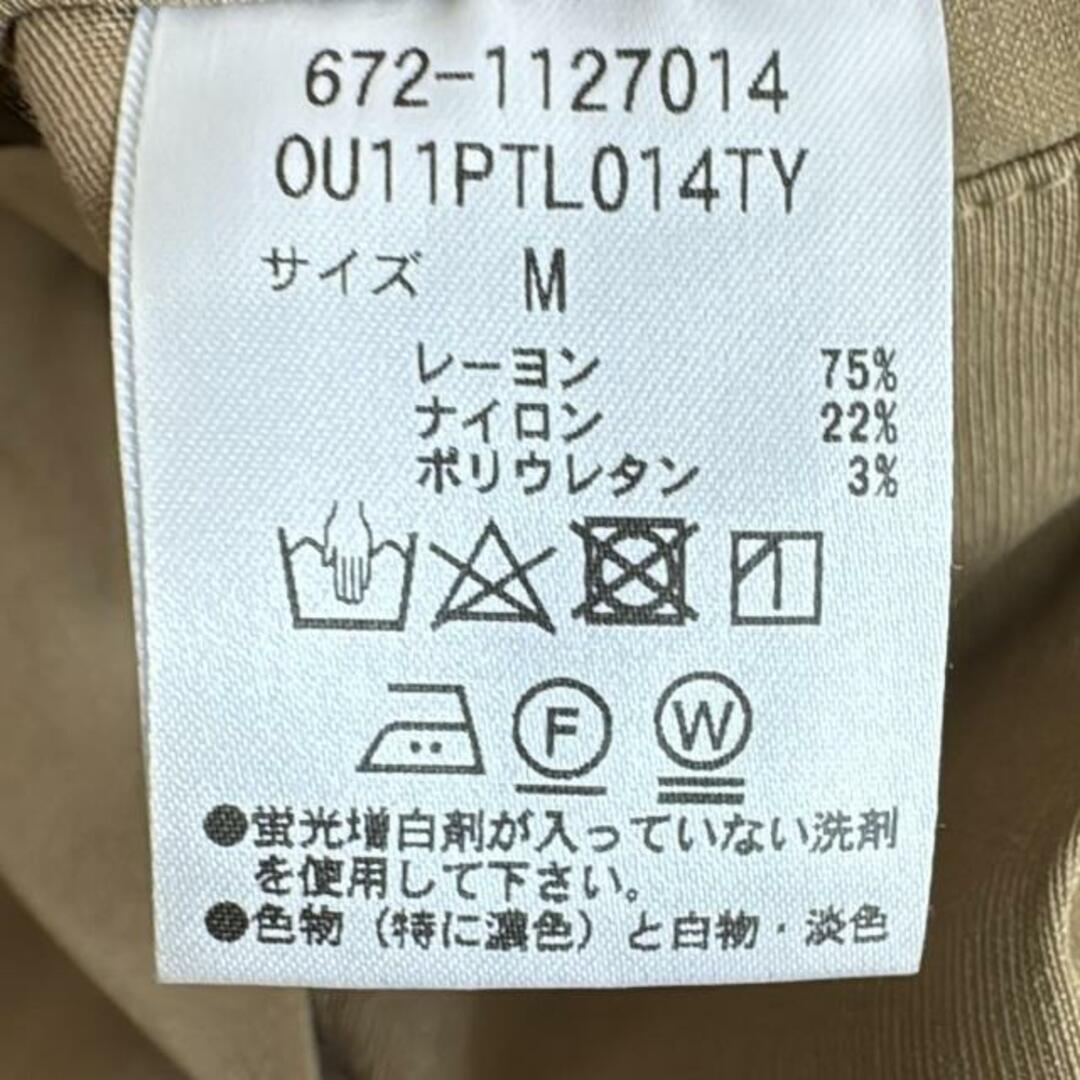 672-1127014
0U11PTL014TY
サイズ M
レーヨン 75%
ナイロン 22%
ポリウレタン 3%
F W
●蛍光増白剤が入っていない洗剤
を使用して下さい。
●色物（特に濃色）と白物・淡色